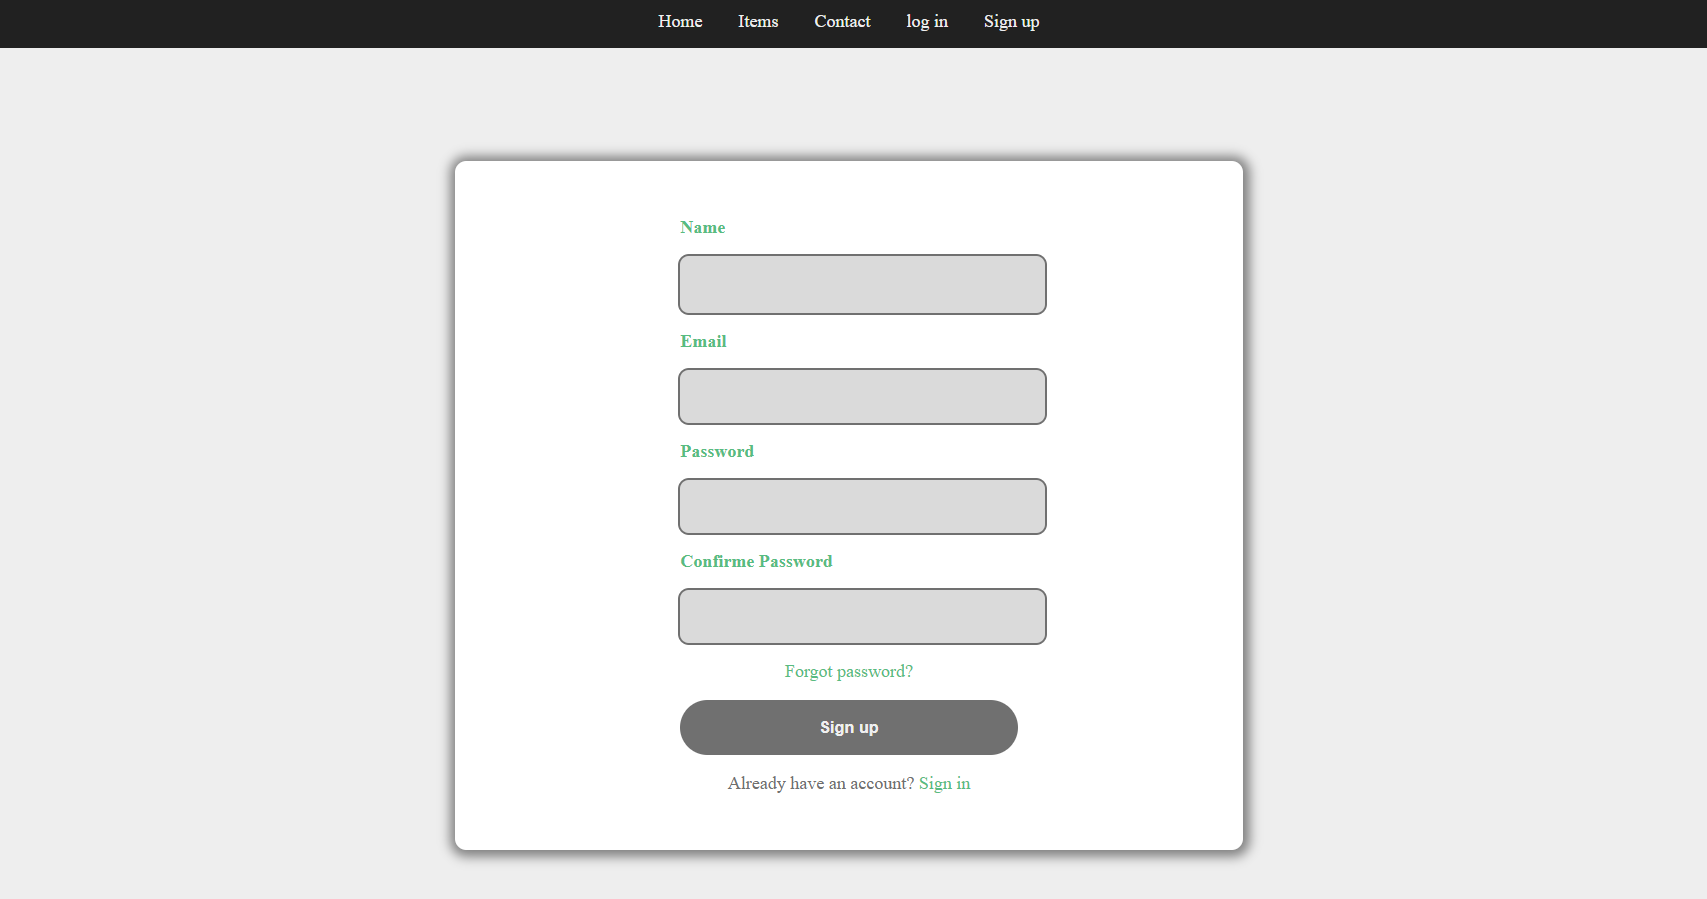 Home Items Contact log in Sign up
Name
Email
Password
Confirme Password
Forgot password?
Sign up
Already have an account? Sign in